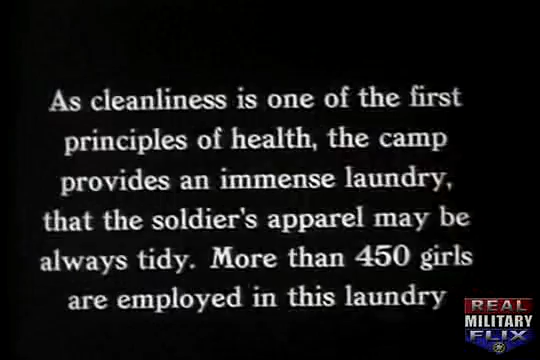 As cleanliness is one of the first
principles of health, the camp
provides an immense laundry,
that the soldier's apparel may be
always tidy. More than 450 girls
are employed in this laundry
REAL
MILITARY
FLIX